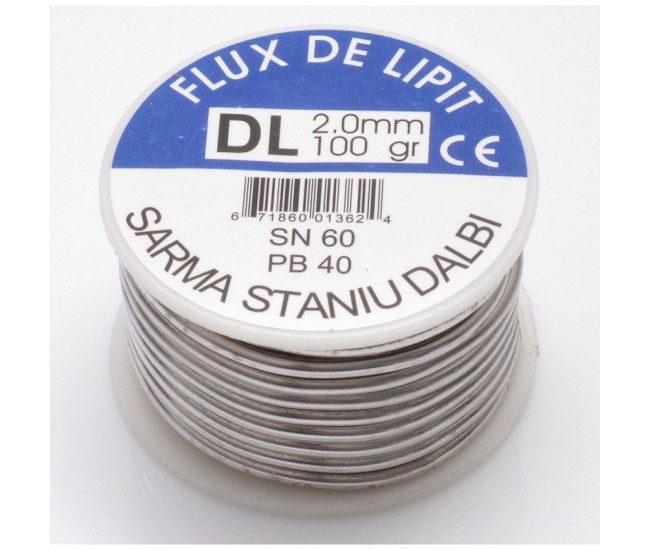 FLUX DE LIPIT
DL 2.0mm
100 gr
CE
6 71860 01362 4
SN 60
PB 40
SARMA STANIU DALBI